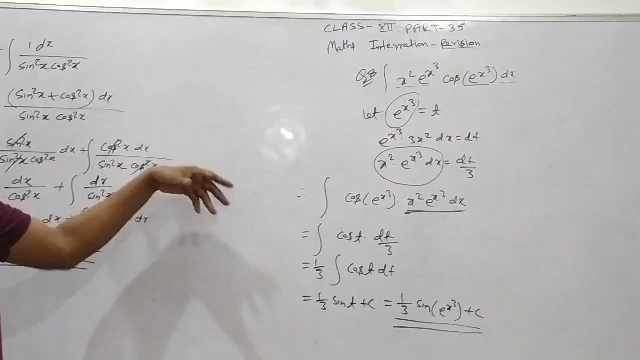 CLASS- XII PART-35
Maths Integration-Revision
∫ 1 dx / sin²x cos²x
(sin²x + cos²x) dx / sin²x cos²x
sin²x / sin²x cos²x dx + ∫ cos²x dx / sin²x cos²x
dx / cos²x + ∫ dx / sin²x
dx + dx
∫ x² e^x³ cos(e^x³) dx
let e^x³ = t
e^x³ · 3x² dx = dt
x² e^x³ dx = dt/3
∴ ∫ cos(e^x³) · x² e^x³ dx
= ∫ cos t · dt/3
= 1/3 ∫ cos t dt
= 1/3 sin t + c = 1/3 sin(e^x³) + c